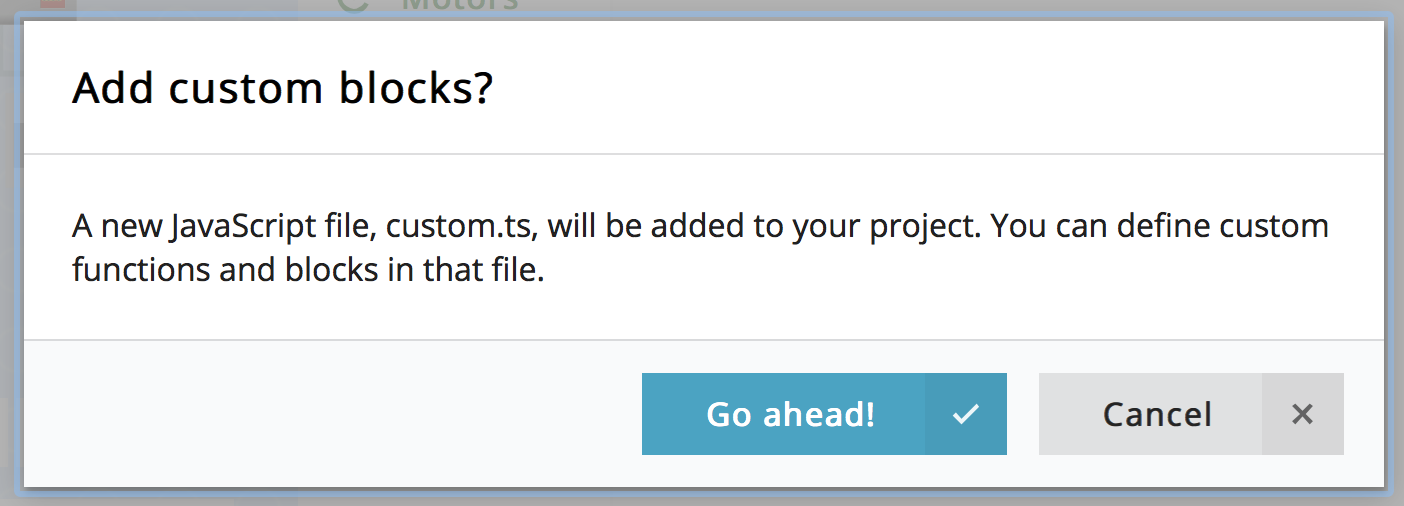 Motors
Add custom blocks?
A new JavaScript file, custom.ts, will be added to your project. You can define custom
functions and blocks in that file.
Go ahead!
Cancel